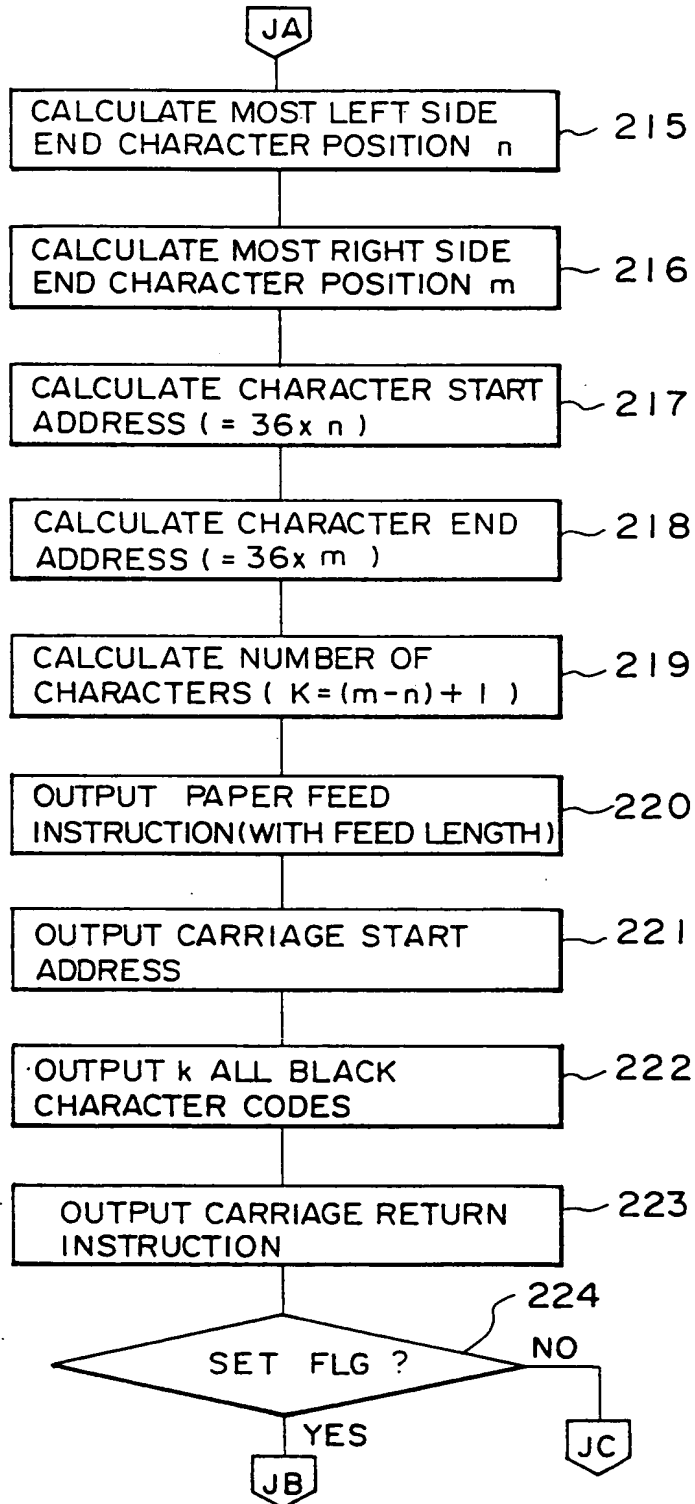 JA
CALCULATE MOST LEFT SIDE
END CHARACTER POSITION n
215
CALCULATE MOST RIGHT SIDE
END CHARACTER POSITION m
216
CALCULATE CHARACTER START
ADDRESS ( = 36x n )
217
CALCULATE CHARACTER END
ADDRESS ( = 36x m )
218
CALCULATE NUMBER OF
CHARACTERS ( K = (m-n) + 1 )
219
OUTPUT PAPER FEED
INSTRUCTION(WITH FEED LENGTH)
220
OUTPUT CARRIAGE START
ADDRESS
221
OUTPUT k ALL BLACK
CHARACTER CODES
222
OUTPUT CARRIAGE RETURN
INSTRUCTION
223
224
SET FLG ?
NO
YES
JC
JB